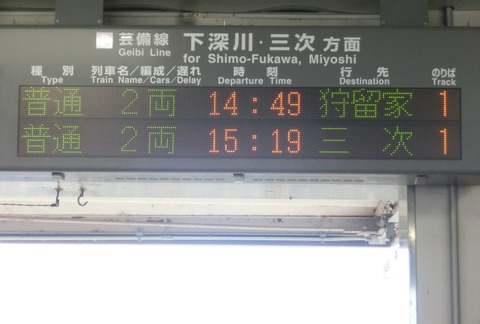 芸備線 下深川・三次 方面
Geibi Line for Shimo-Fukawa, Miyoshi
種別 列車名/編成/遅れ 時刻 行先 のりば
Type Train Name/Cars/Delay Departure Time Destination Track
普通 2両 14:49 狩留家 1
普通 2両 15:19 三次 1